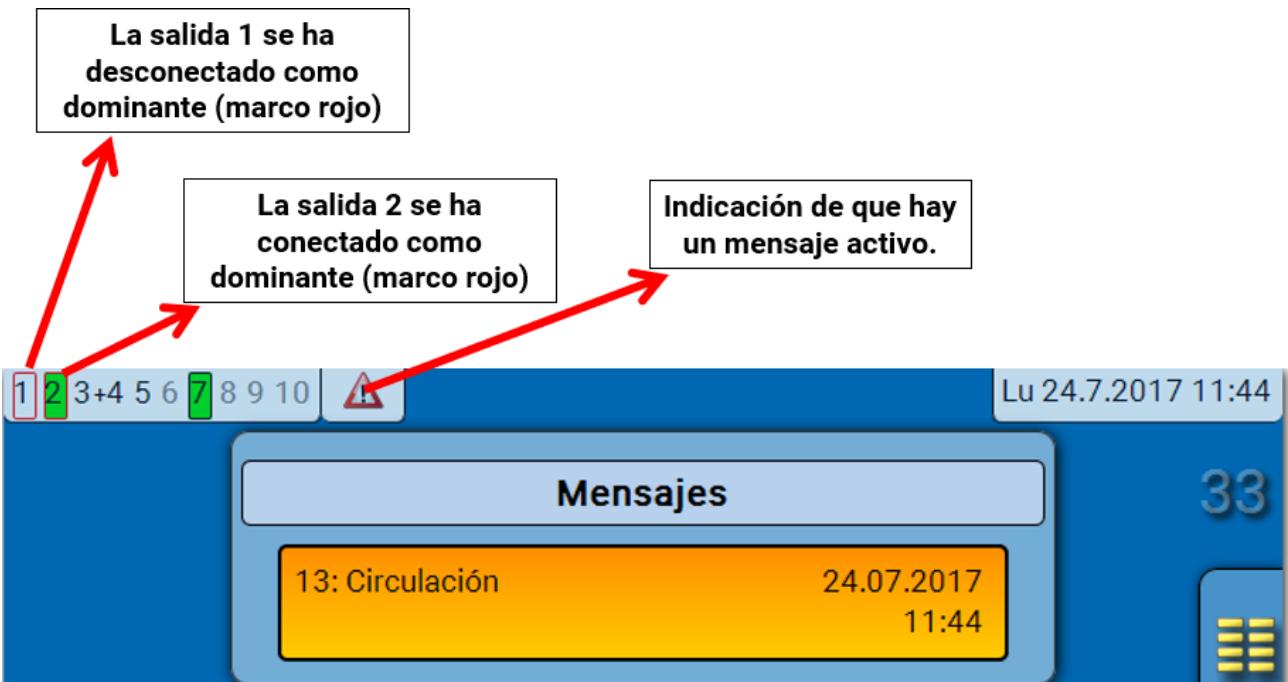 La salida 1 se ha
desconectado como
dominante (marco rojo)
La salida 2 se ha
conectado como
dominante (marco rojo)
Indicación de que hay
un mensaje activo.
1 2 3+4 5 6 7 8 9 10
Lu 24.7.2017 11:44
Mensajes
33
13: Circulación 24.07.2017
11:44